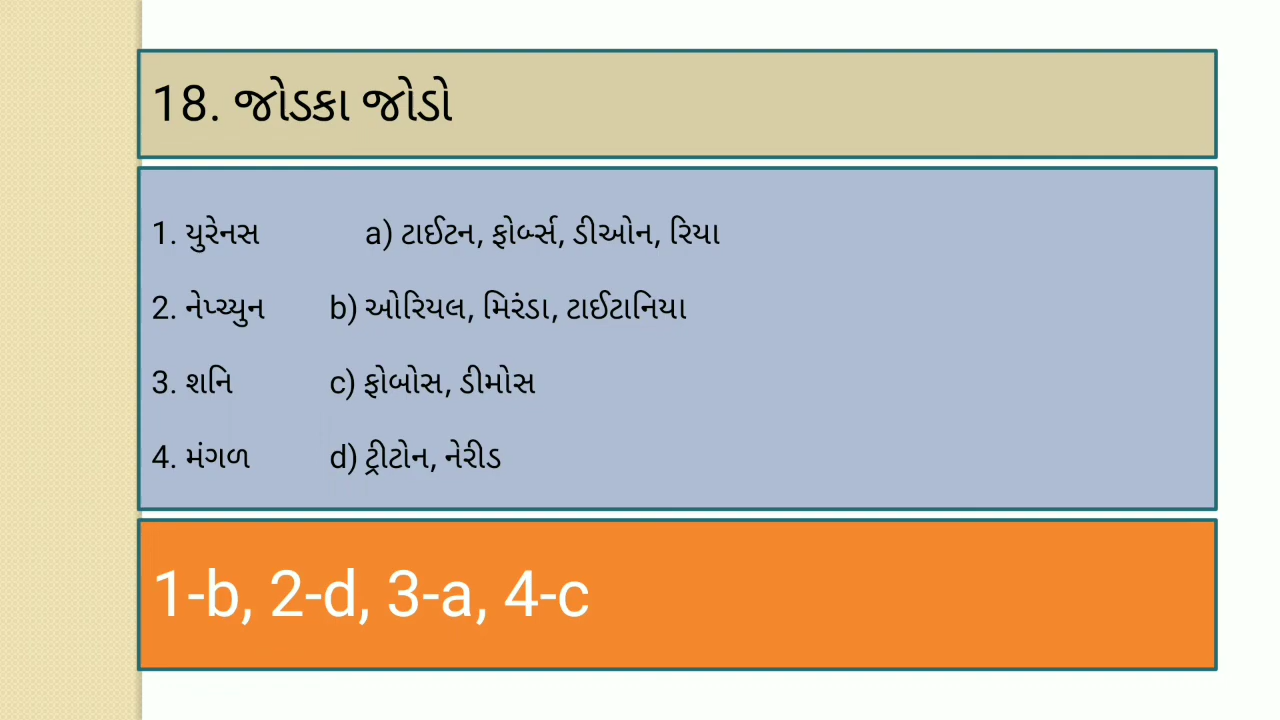 18. જોડકા જોડો
1. યુરેનસ a) ટાઈટન, ફોર્બ્સ, ડીઓન, રિયા
2. નેપ્ચ્યુન b) ઓરિયલ, મિરંડા, ટાઈટાનિયા
3. શનિ c) ફોબોસ, ડીમોસ
4. મંગળ d) ટ્રીટોન, નેરીડ
1-b, 2-d, 3-a, 4-c